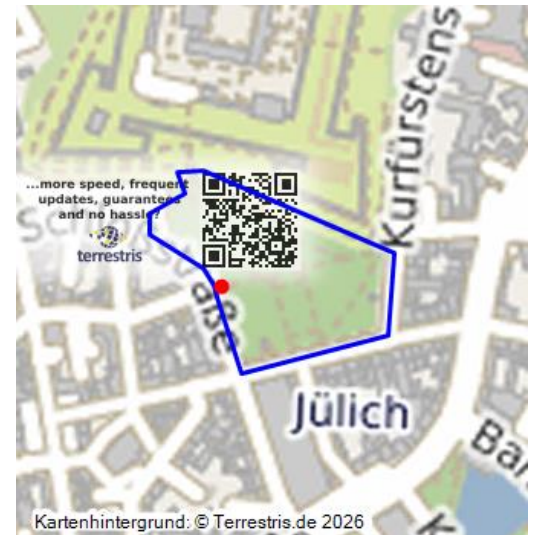 Kurfürstens
...more speed, frequent
updates, guarantees
and no hassle?
terrestris
Jülich
Kartenhintergrund: © Terrestris.de 2026